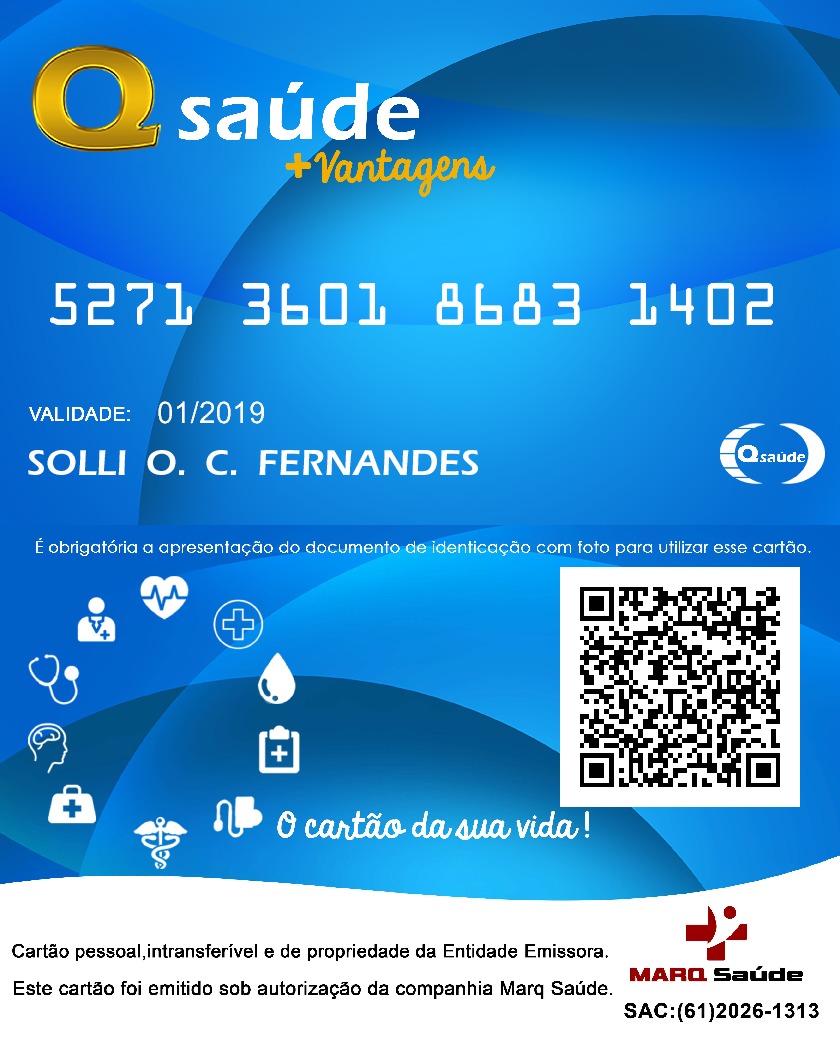 Q saúde
+Vantagens
5271 3601 8683 1402
VALIDADE: 01/2019
SOLLI O. C. FERNANDES
Qsaúde
É obrigatória a apresentação do documento de identicação com foto para utilizar esse cartão.
O cartão da sua vida!
Cartão pessoal,intransferível e de propriedade da Entidade Emissora.
MARQ Saúde
Este cartão foi emitido sob autorização da companhia Marq Saúde.
SAC:(61)2026-1313